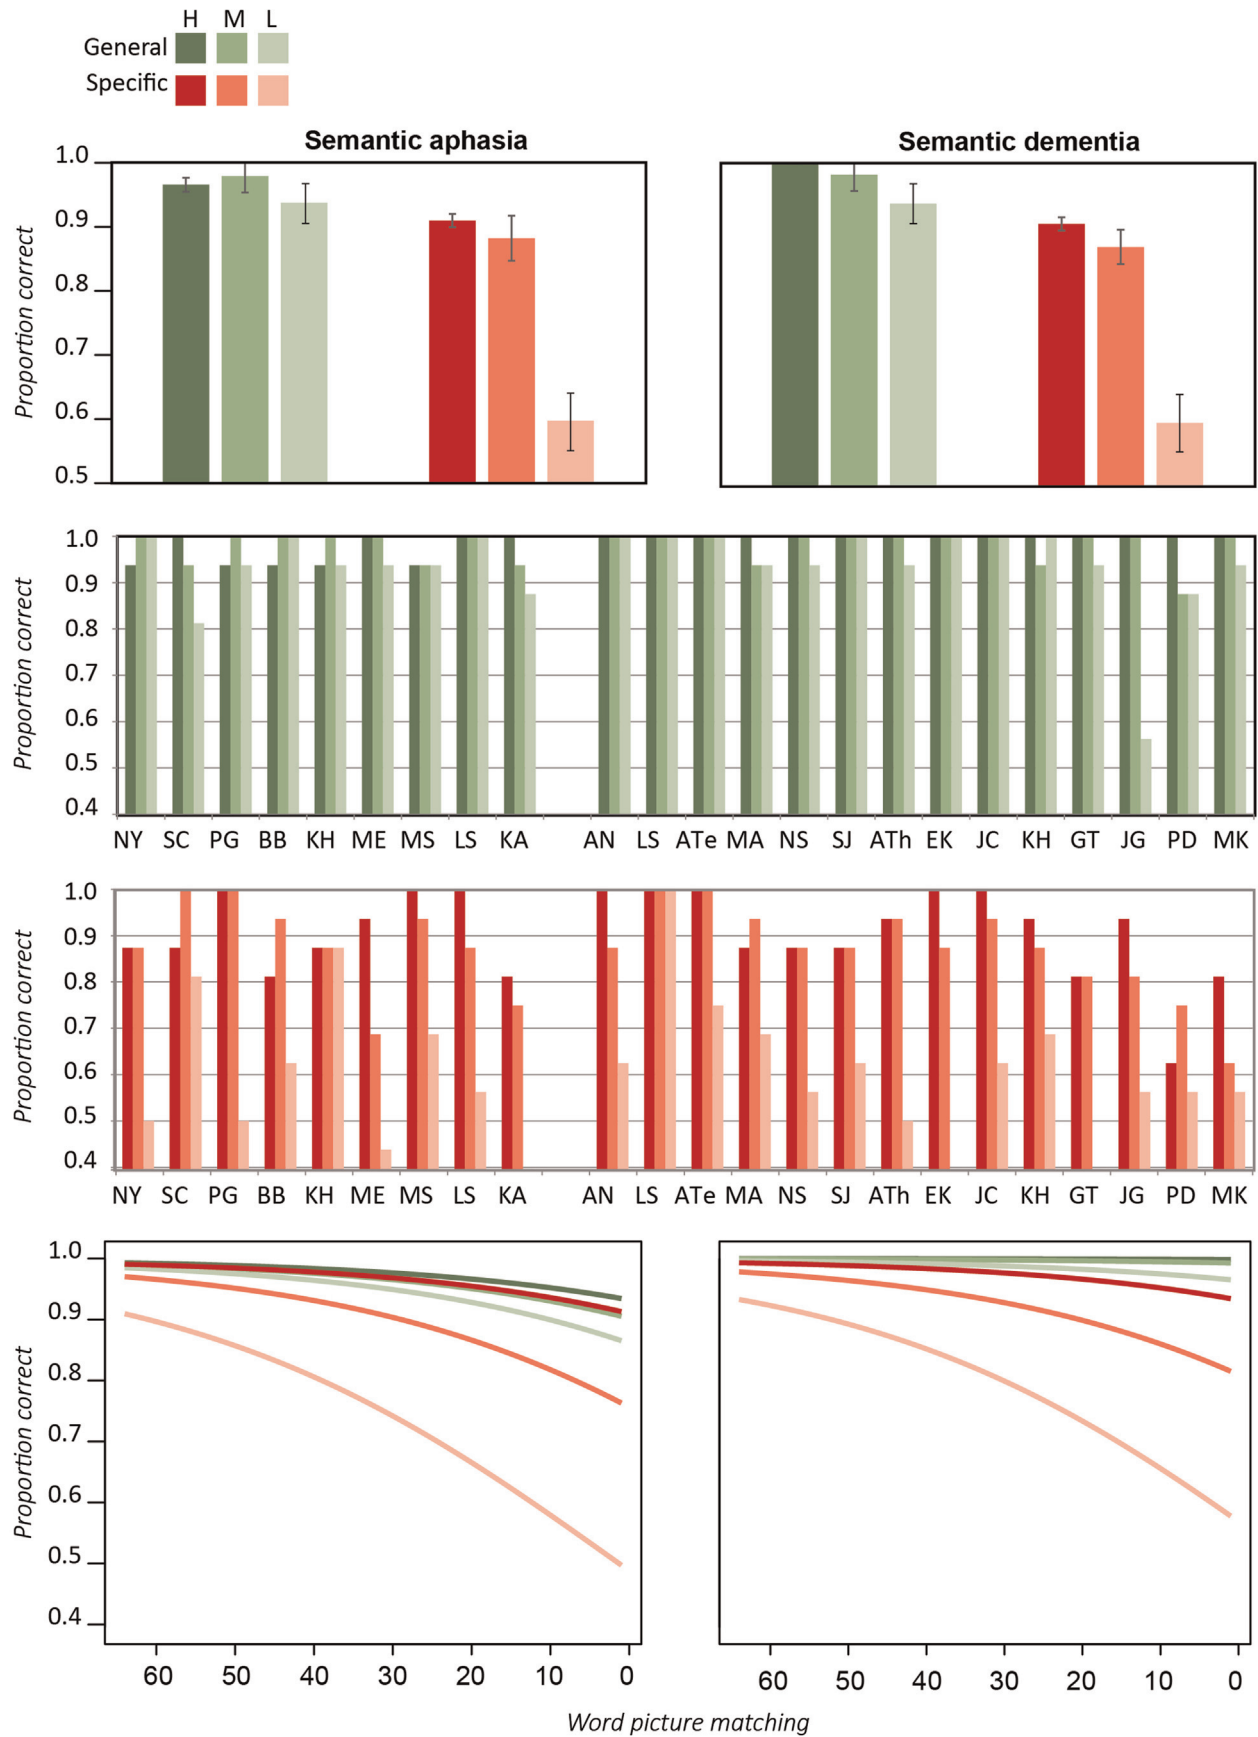 H M L
General
Specific
Semantic aphasia
Semantic dementia
Proportion correct
1.0
0.9
0.8
0.7
0.6
0.5
Proportion correct
1.0
0.9
0.8
0.7
0.6
0.5
0.4
NY SC PG BB KH ME MS LS KA AN LS ATe MA NS SJ ATh EK JC KH GT JG PD MK
Proportion correct
1.0
0.9
0.8
0.7
0.6
0.5
0.4
NY SC PG BB KH ME MS LS KA AN LS ATe MA NS SJ ATh EK JC KH GT JG PD MK
Proportion correct
1.0
0.9
0.8
0.7
0.6
0.5
0.4
60 50 40 30 20 10 0 60 50 40 30 20 10 0
Word picture matching